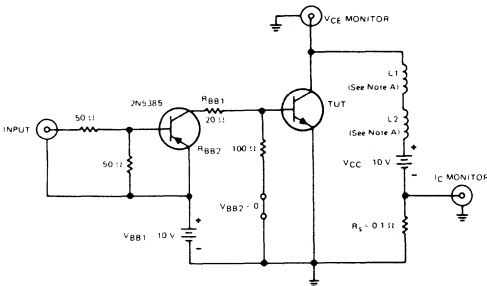 VCE MONITOR
L1
(See Note A)
L2
(See Note A)
2N5385
RBB1
20 Ω
TUT
50 Ω
INPUT
RBB2
100 Ω
50 Ω
VCC 10 V
+
-
IC MONITOR
VBB2 = 0
VBB1 10 V
+
-
Rs = 0.1 Ω